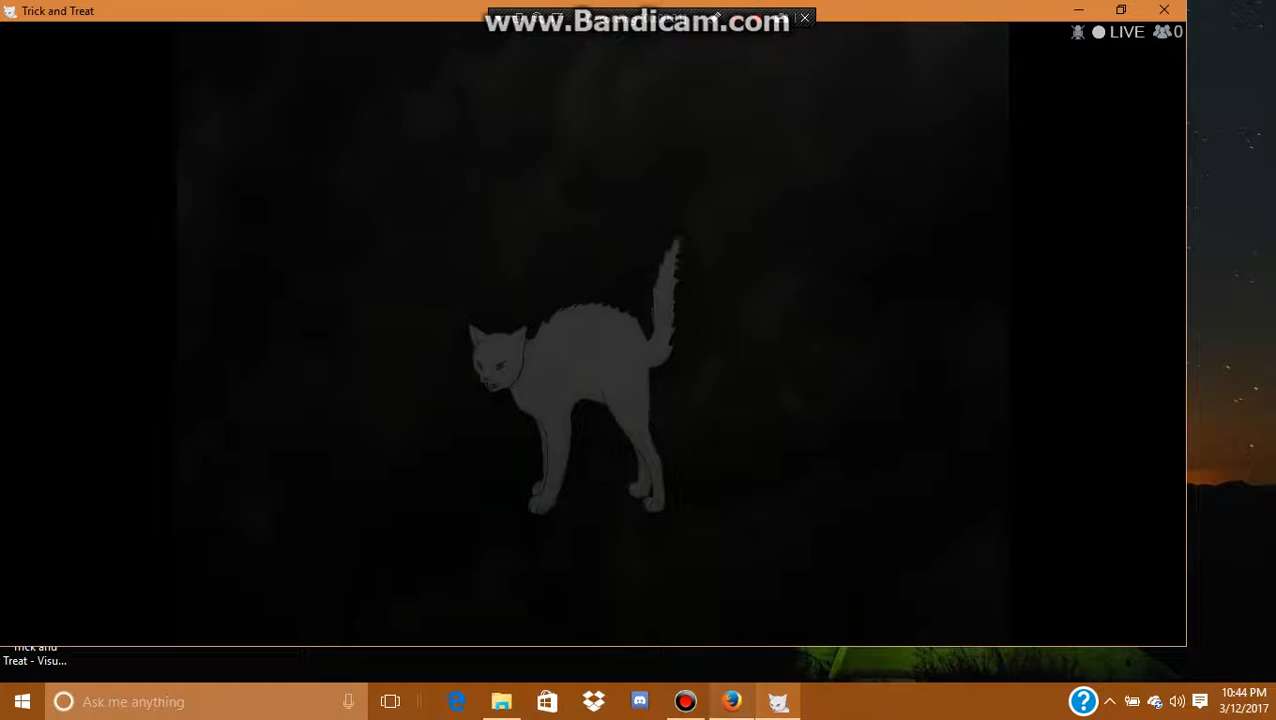 Trick and Treat
www.Bandicam.com
LIVE 0
Treat - Visu...
Ask me anything
10:44 PM
3/12/2017